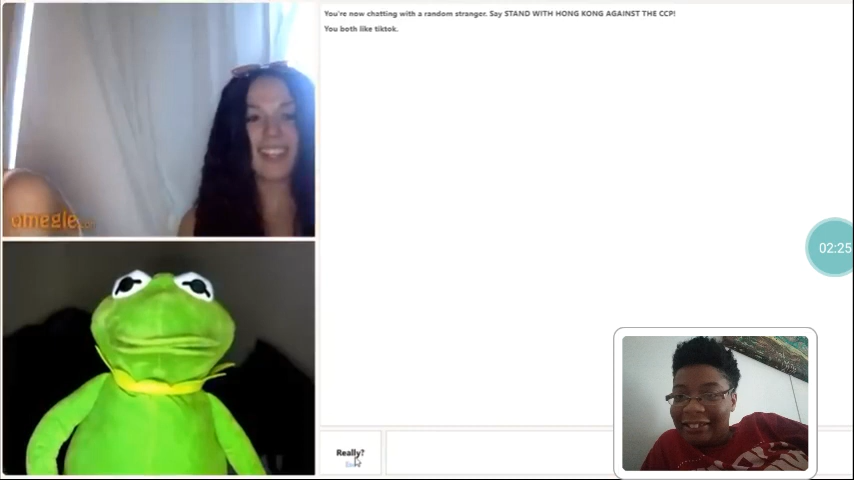 You're now chatting with a random stranger. Say STAND WITH HONG KONG AGAINST THE CCP!
You both like tiktok.
omegle
02:25
Really?